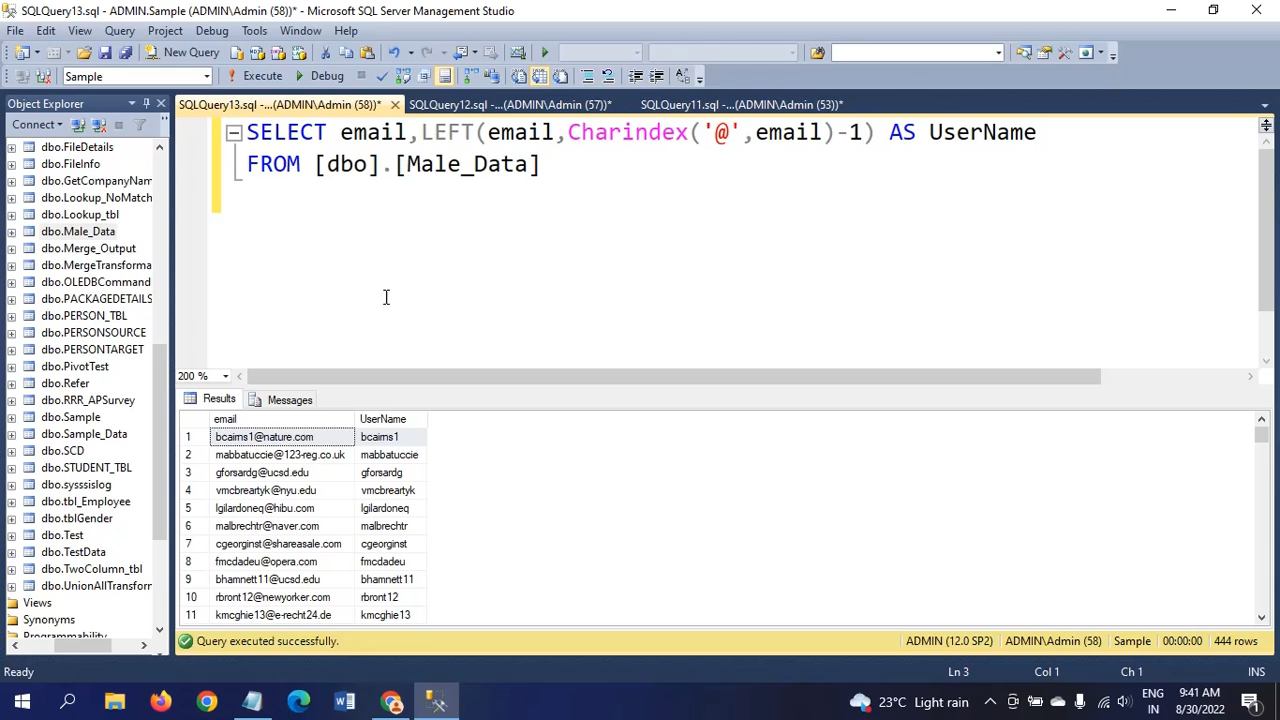 SQLQuery13.sql - ADMIN.Sample (ADMIN\Admin (58))* - Microsoft SQL Server Management Studio
File Edit View Query Project Debug Tools Window Help
New Query
Sample Execute Debug
Object Explorer
Connect
dbo.FileDetails
dbo.FileInfo
dbo.GetCompanyNam
dbo.Lookup_NoMatch
dbo.Lookup_tbl
dbo.Male_Data
dbo.Merge_Output
dbo.MergeTransforma
dbo.OLEDBCommand
dbo.PACKAGEDETAILS
dbo.PERSON_TBL
dbo.PERSONSOURCE
dbo.PERSONTARGET
dbo.PivotTest
dbo.Refer
dbo.RRR_APSurvey
dbo.Sample
dbo.Sample_Data
dbo.SCD
dbo.STUDENT_TBL
dbo.sysssislog
dbo.tbl_Employee
dbo.tblGender
dbo.Test
dbo.TestData
dbo.TwoColumn_tbl
dbo.UnionAllTransforn
Views
Synonyms
Programmability
SQLQuery13.sql -...(ADMIN\Admin (58))* SQLQuery12.sql -...(ADMIN\Admin (57))* SQLQuery11.sql -...(ADMIN\Admin (53))*
SELECT email,LEFT(email,Charindex('@',email)-1) AS UserName
FROM [dbo].[Male_Data]
200 %
Results Messages
email UserName
1 bcairns1@nature.com bcairns1
2 mabbatuccie@123-reg.co.uk mabbatuccie
3 gforsardg@ucsd.edu gforsardg
4 vmcbreartyk@nyu.edu vmcbreartyk
5 lgilardoneq@hibu.com lgilardoneq
6 malbrechtr@naver.com malbrechtr
7 cgeorginst@shareasale.com cgeorginst
8 fmcdadeu@opera.com fmcdadeu
9 bhamnett11@ucsd.edu bhamnett11
10 rbront12@newyorker.com rbront12
11 kmcghie13@e-recht24.de kmcghie13
Query executed successfully. ADMIN (12.0 SP2) ADMIN\Admin (58) Sample 00:00:00 444 rows
Ready Ln 3 Col 1 Ch 1 INS
23°C Light rain
ENG
IN
9:41 AM
8/30/2022
1